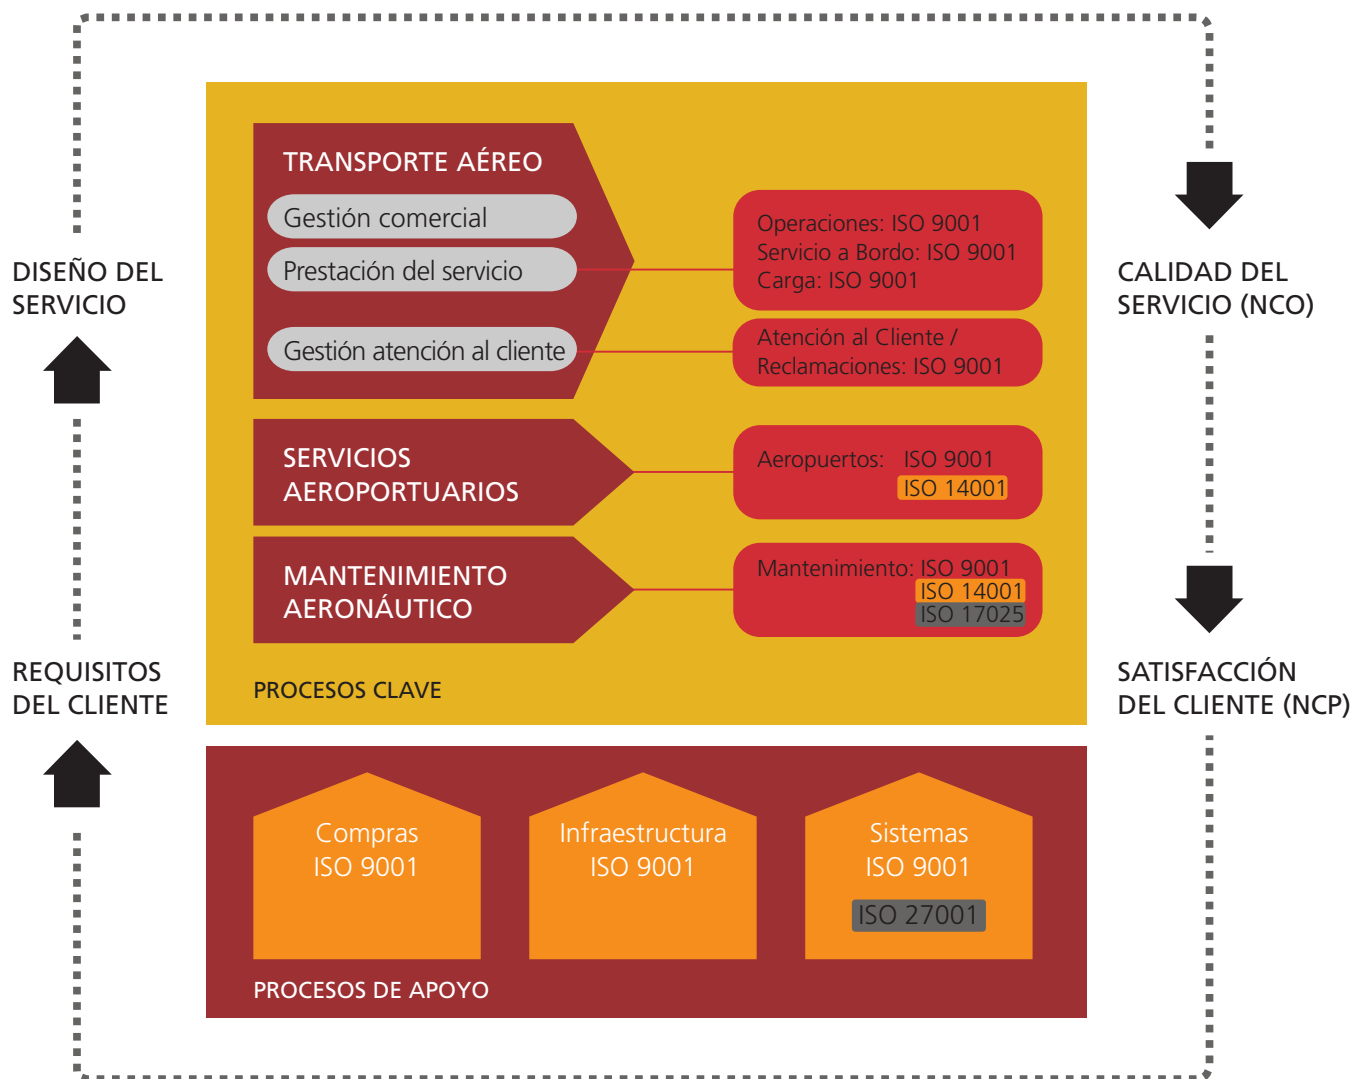 TRANSPORTE AÉREO
Gestión comercial
Prestación del servicio
Gestión atención al cliente
Operaciones: ISO 9001
Servicio a Bordo: ISO 9001
Carga: ISO 9001
Atención al Cliente /
Reclamaciones: ISO 9001
SERVICIOS
AEROPORTUARIOS
Aeropuertos: ISO 9001
ISO 14001
MANTENIMIENTO
AERONÁUTICO
Mantenimiento: ISO 9001
ISO 14001
ISO 17025
PROCESOS CLAVE
Compras
ISO 9001
Infraestructura
ISO 9001
Sistemas
ISO 9001
ISO 27001
PROCESOS DE APOYO
DISEÑO DEL
SERVICIO
REQUISITOS
DEL CLIENTE
CALIDAD DEL
SERVICIO (NCO)
SATISFACCIÓN
DEL CLIENTE (NCP)